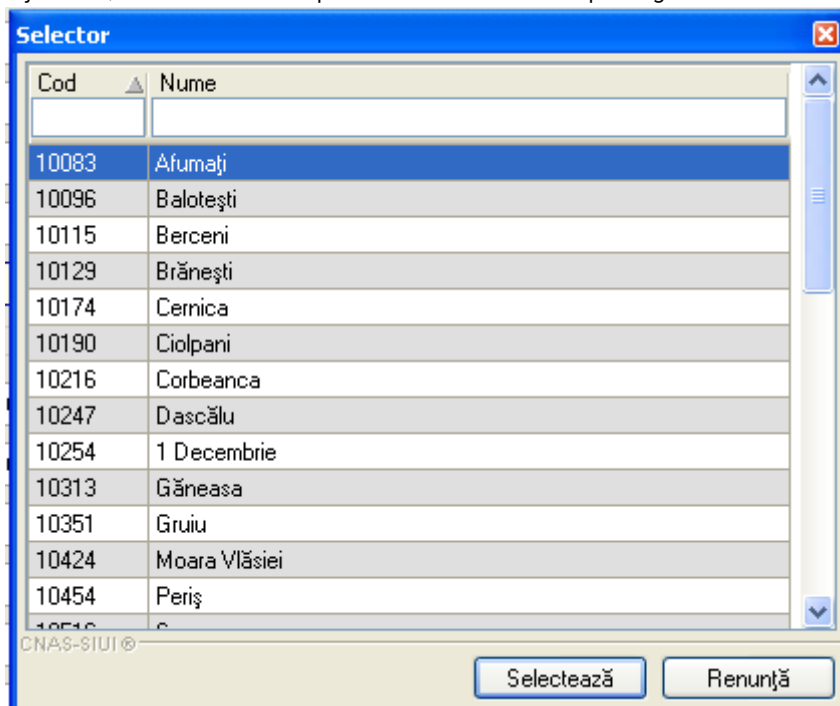 Selector
Cod Nume
10083 Afumaţi
10096 Baloteşti
10115 Berceni
10129 Brăneşti
10174 Cernica
10190 Ciolpani
10216 Corbeanca
10247 Dascălu
10254 1 Decembrie
10313 Găneasa
10351 Gruiu
10424 Moara Vlăsiei
10454 Periş
CNAS-SIUI ®
Selectează Renunţă